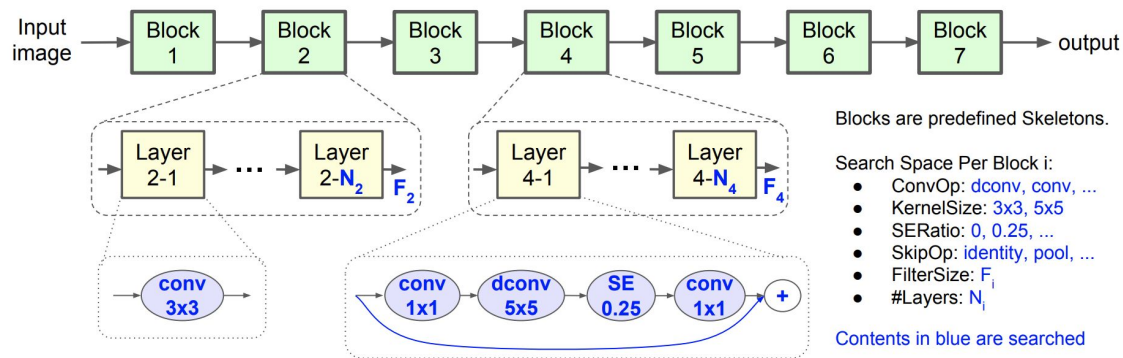 Input
image
Block
1
Block
2
Block
3
Block
4
Block
5
Block
6
Block
7
output
Layer
2-1
...
Layer
2-N₂
F₂
Layer
4-1
...
Layer
4-N₄
F₄
conv
3x3
conv
1x1
dconv
5x5
SE
0.25
conv
1x1
+
Blocks are predefined Skeletons.
Search Space Per Block i:
● ConvOp: dconv, conv, ...
● KernelSize: 3x3, 5x5
● SERatio: 0, 0.25, ...
● SkipOp: identity, pool, ...
● FilterSize: Fᵢ
● #Layers: Nᵢ
Contents in blue are searched